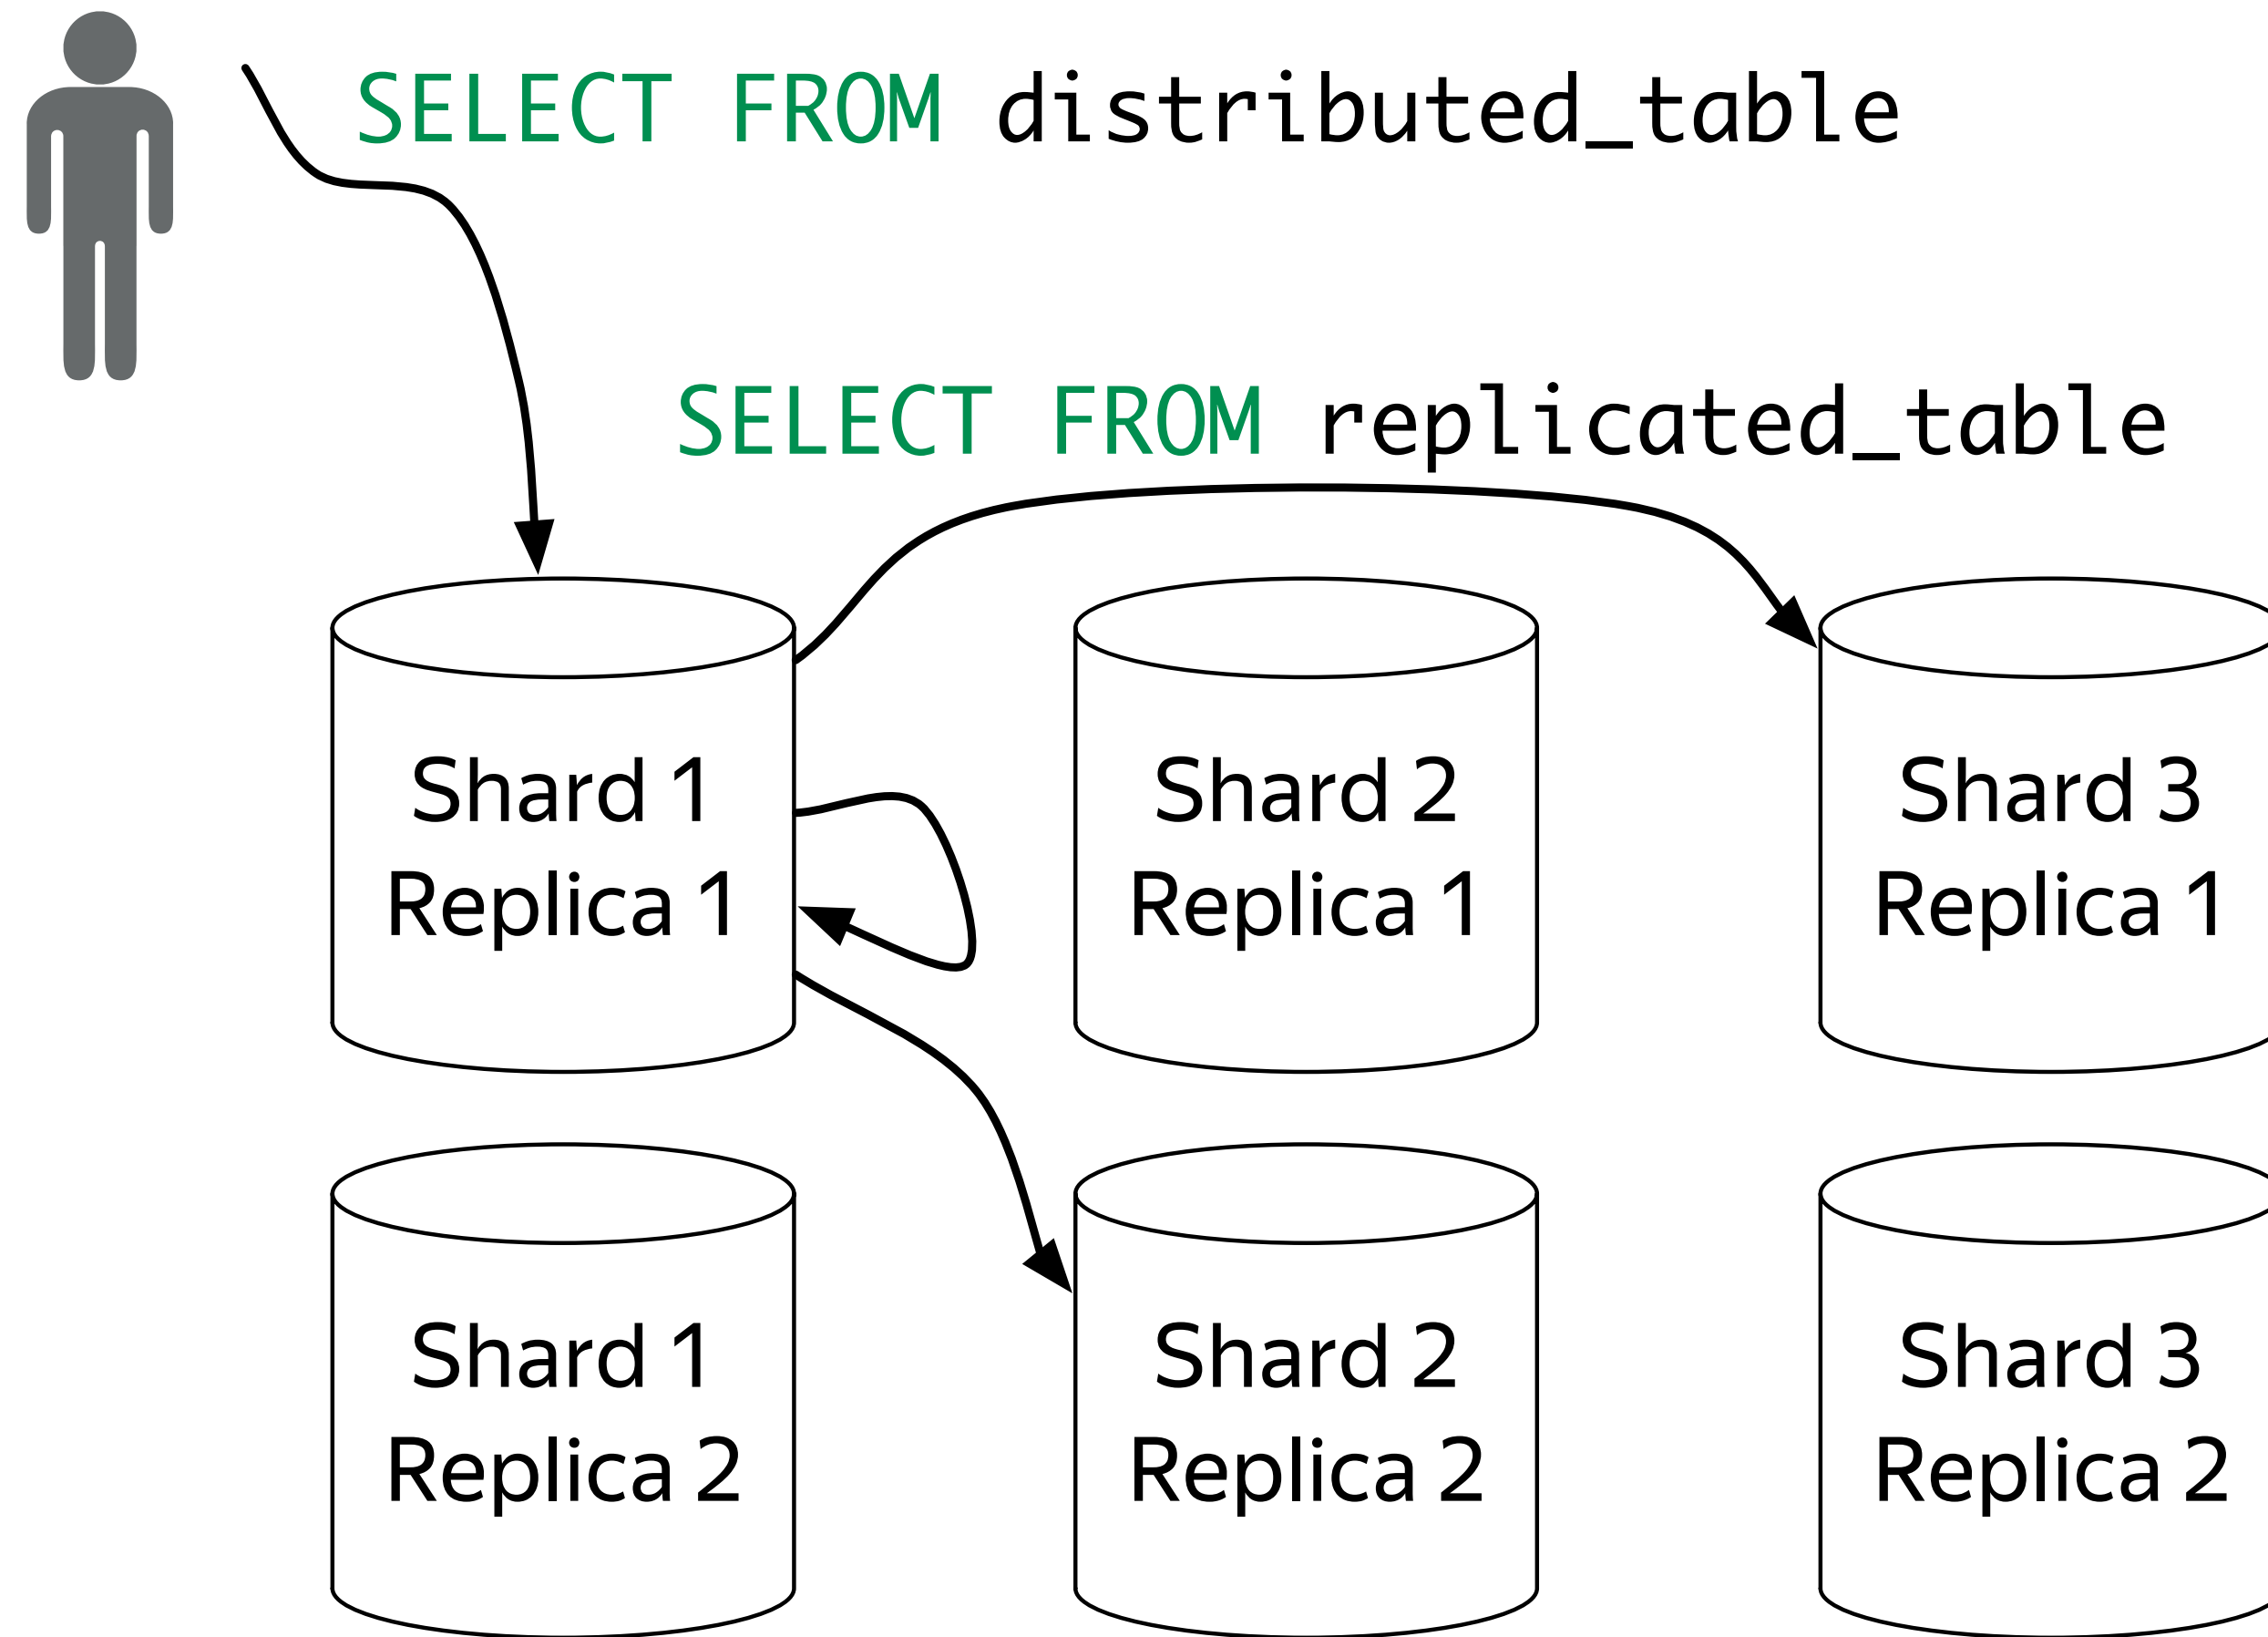 SELECT FROM distributed_table
SELECT FROM replicated_table
Shard 1
Replica 1
Shard 2
Replica 1
Shard 3
Replica 1
Shard 1
Replica 2
Shard 2
Replica 2
Shard 3
Replica 2